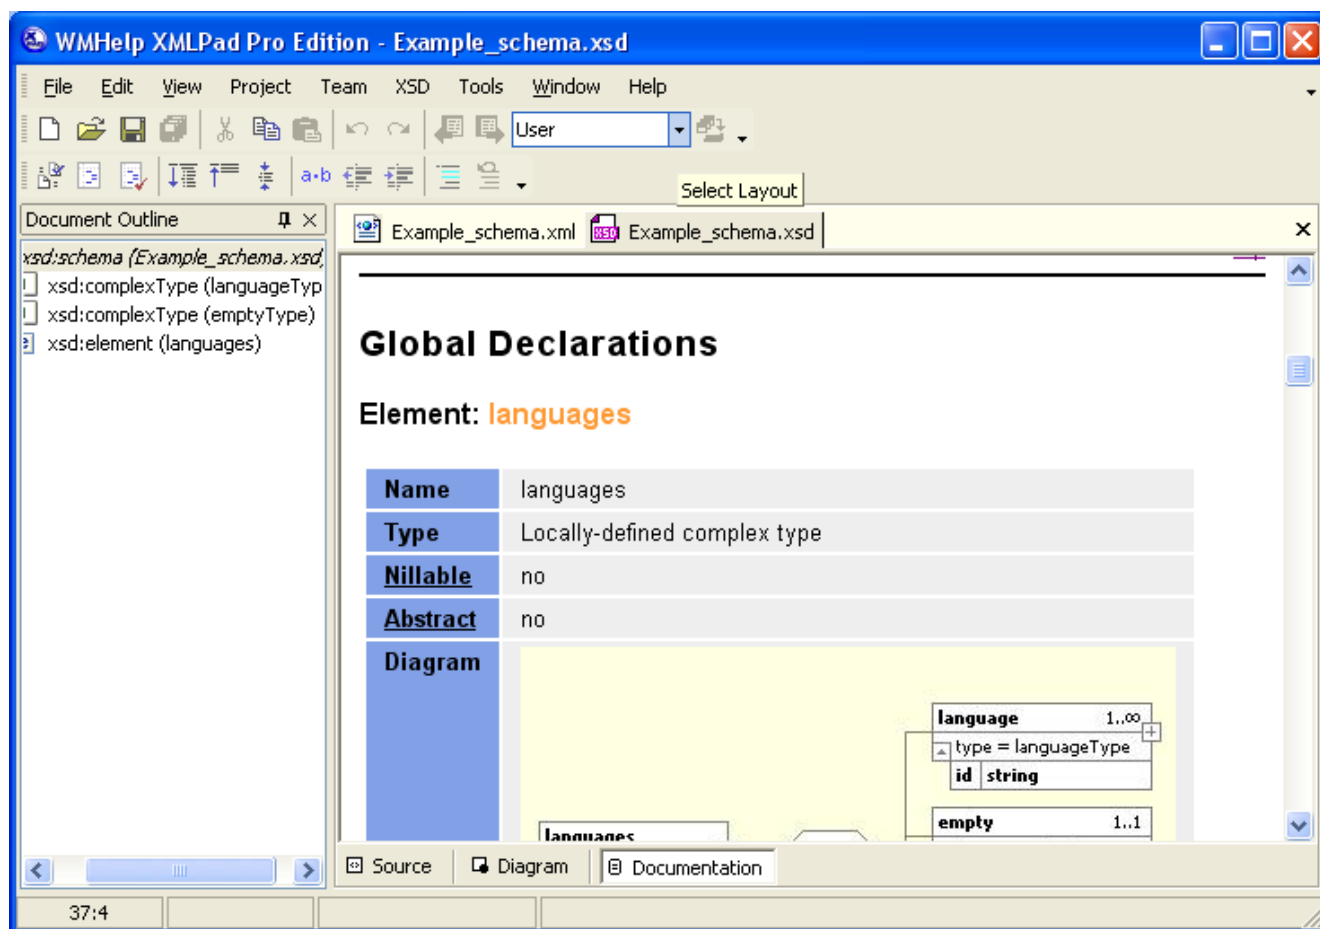 WMHelp XMLPad Pro Edition - Example_schema.xsd
File Edit View Project Team XSD Tools Window Help
User
a·b
Select Layout
Document Outline
Example_schema.xml
XSD
Example_schema.xsd
xsd:schema (Example_schema.xsd)
xsd:complexType (languageTyp
xsd:complexType (emptyType)
xsd:element (languages)
Global Declarations
Element: languages
Name languages
Type Locally-defined complex type
Nillable no
Abstract no
Diagram
language 1..∞
type = languageType
id string
empty 1..1
languages
Source Diagram Documentation
37:4